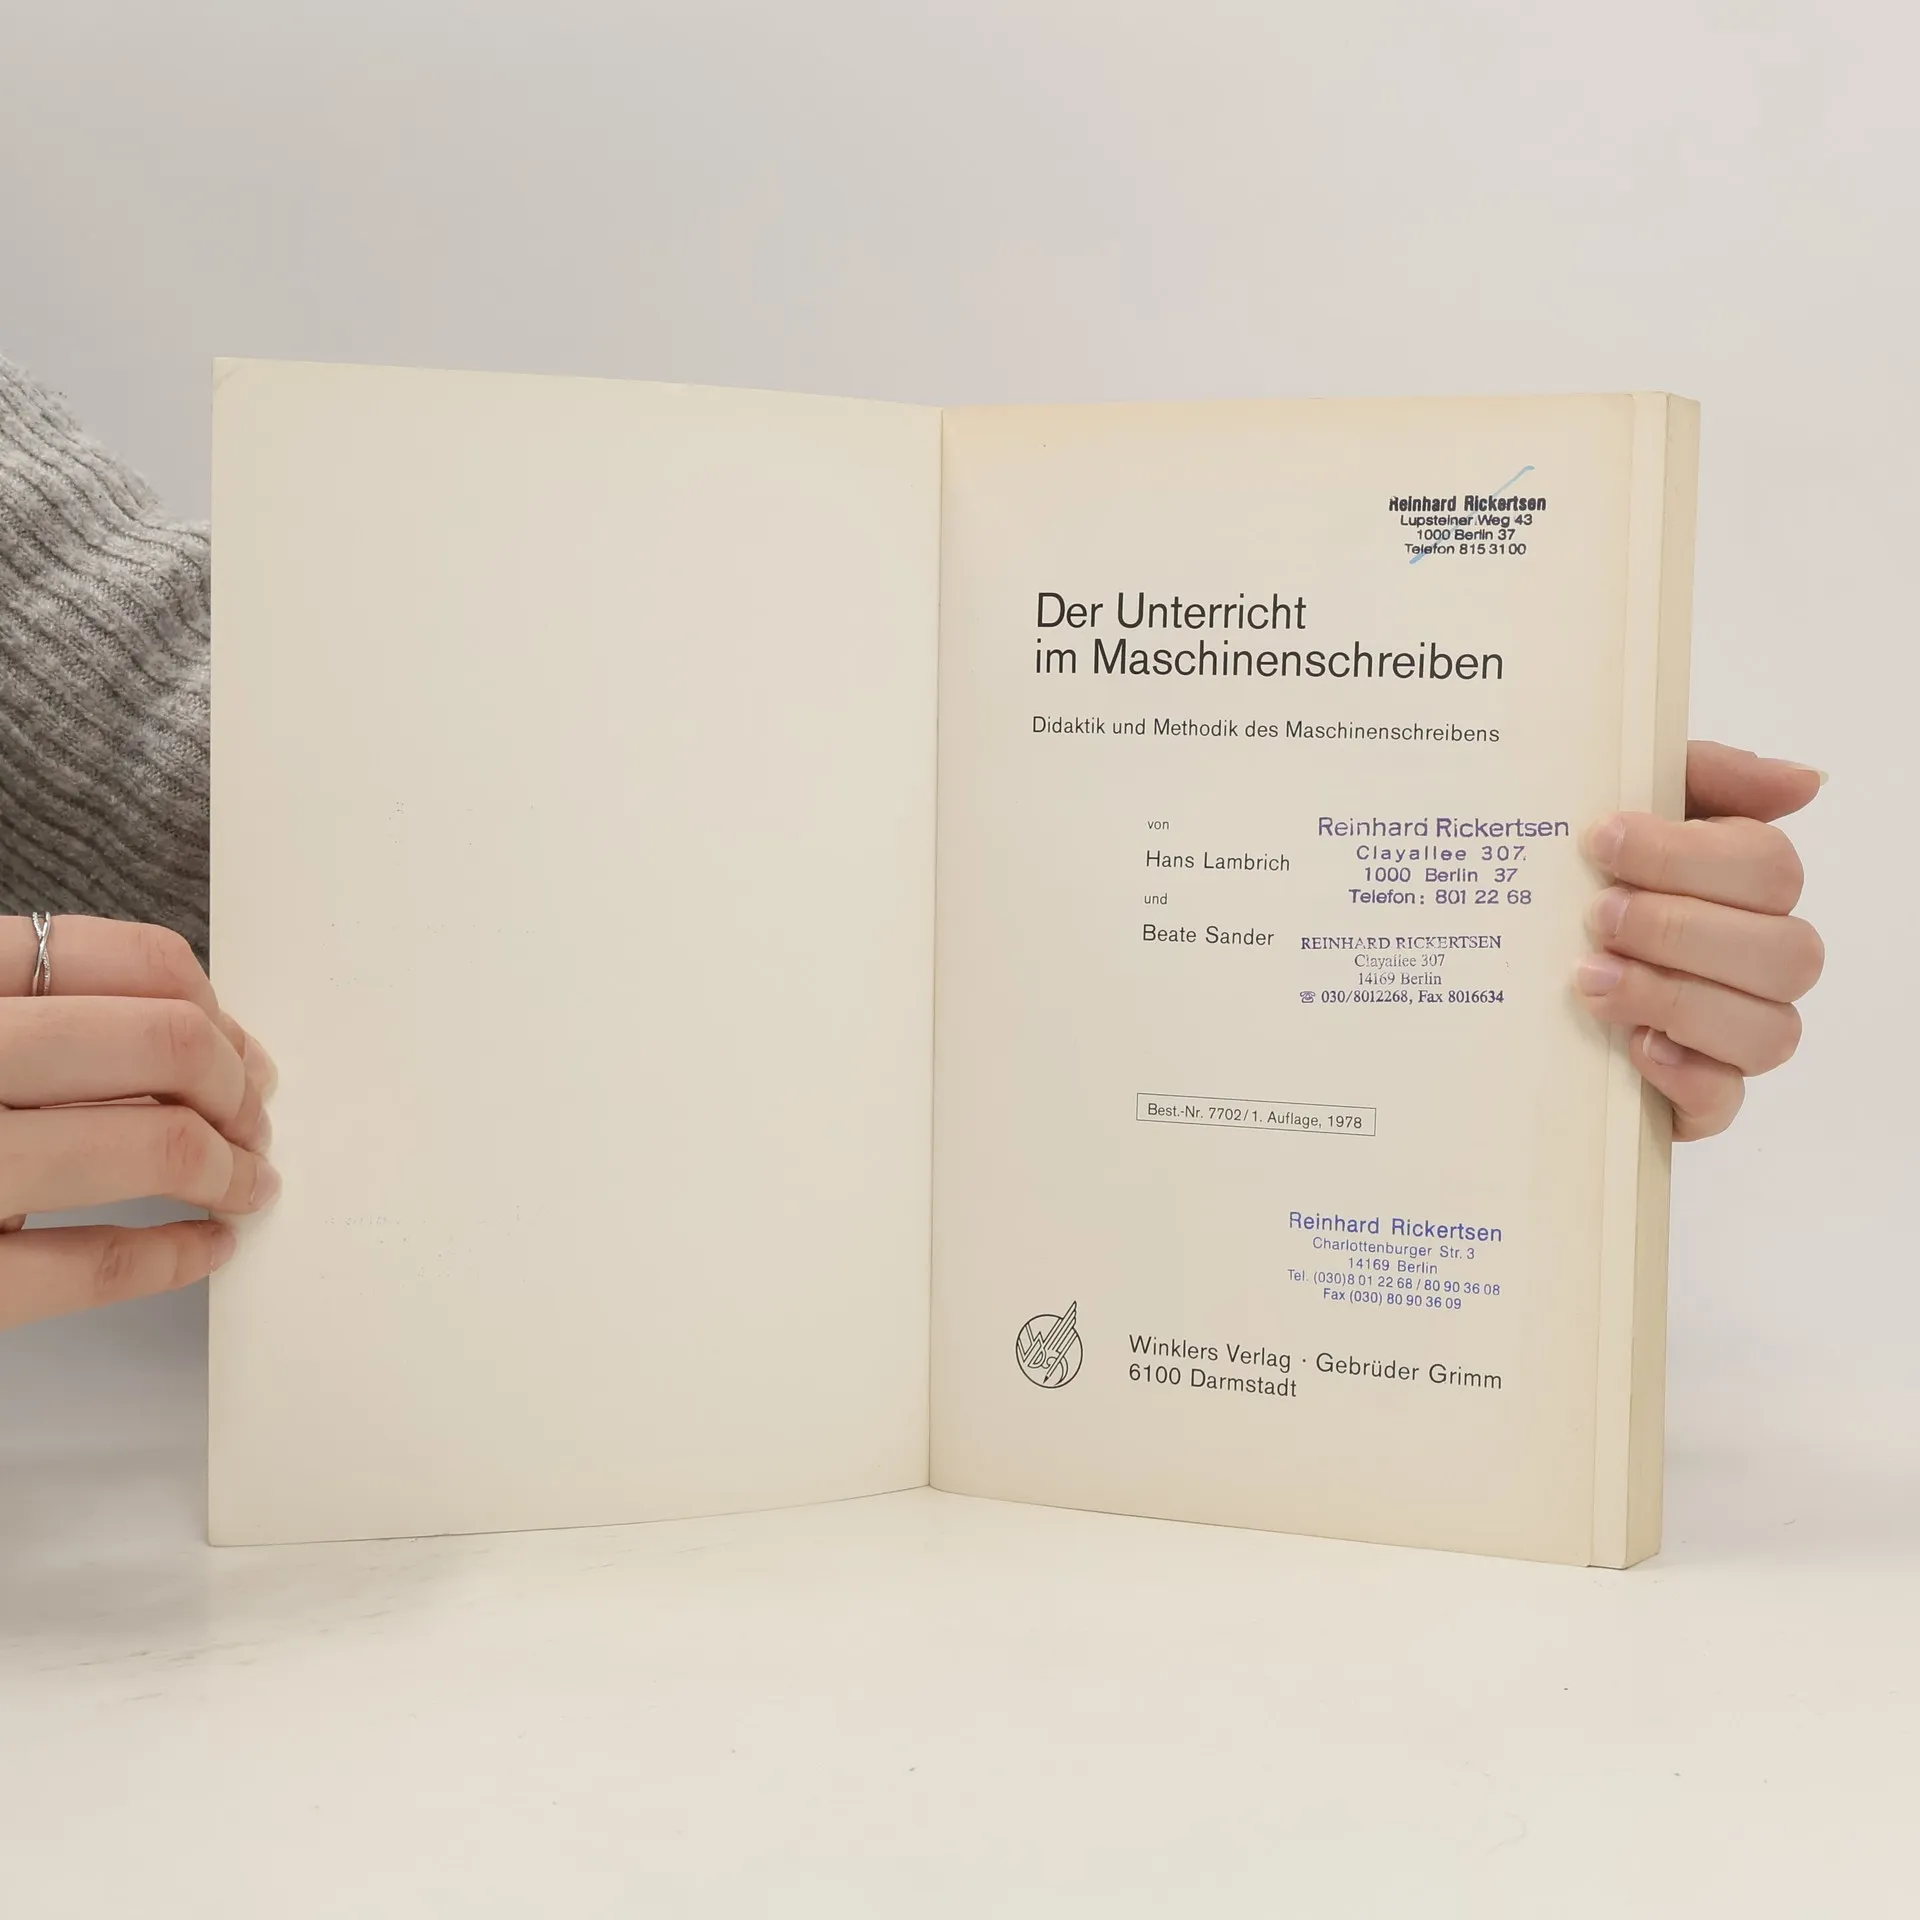 Reinhard Rickertsen
Lupsteiner Weg 43
1000 Berlin 37
Telefon 815 31 00
Der Unterricht
im Maschinenschreiben
Didaktik und Methodik des Maschinenschreibens
von
Hans Lambrich
und
Beate Sander
Reinhard Rickertsen
Clayallee 307.
1000 Berlin 37
Telefon: 801 22 68
REINHARD RICKERTSEN
Clayallee 307
14169 Berlin
☎ 030/8012268, Fax 8016634
Best.-Nr. 7702/1. Auflage, 1978
Reinhard Rickertsen
Charlottenburger Str. 3
14169 Berlin
Tel. (030)8 01 22 68 / 80 90 36 08
Fax (030) 80 90 36 09
Winklers Verlag · Gebrüder Grimm
6100 Darmstadt